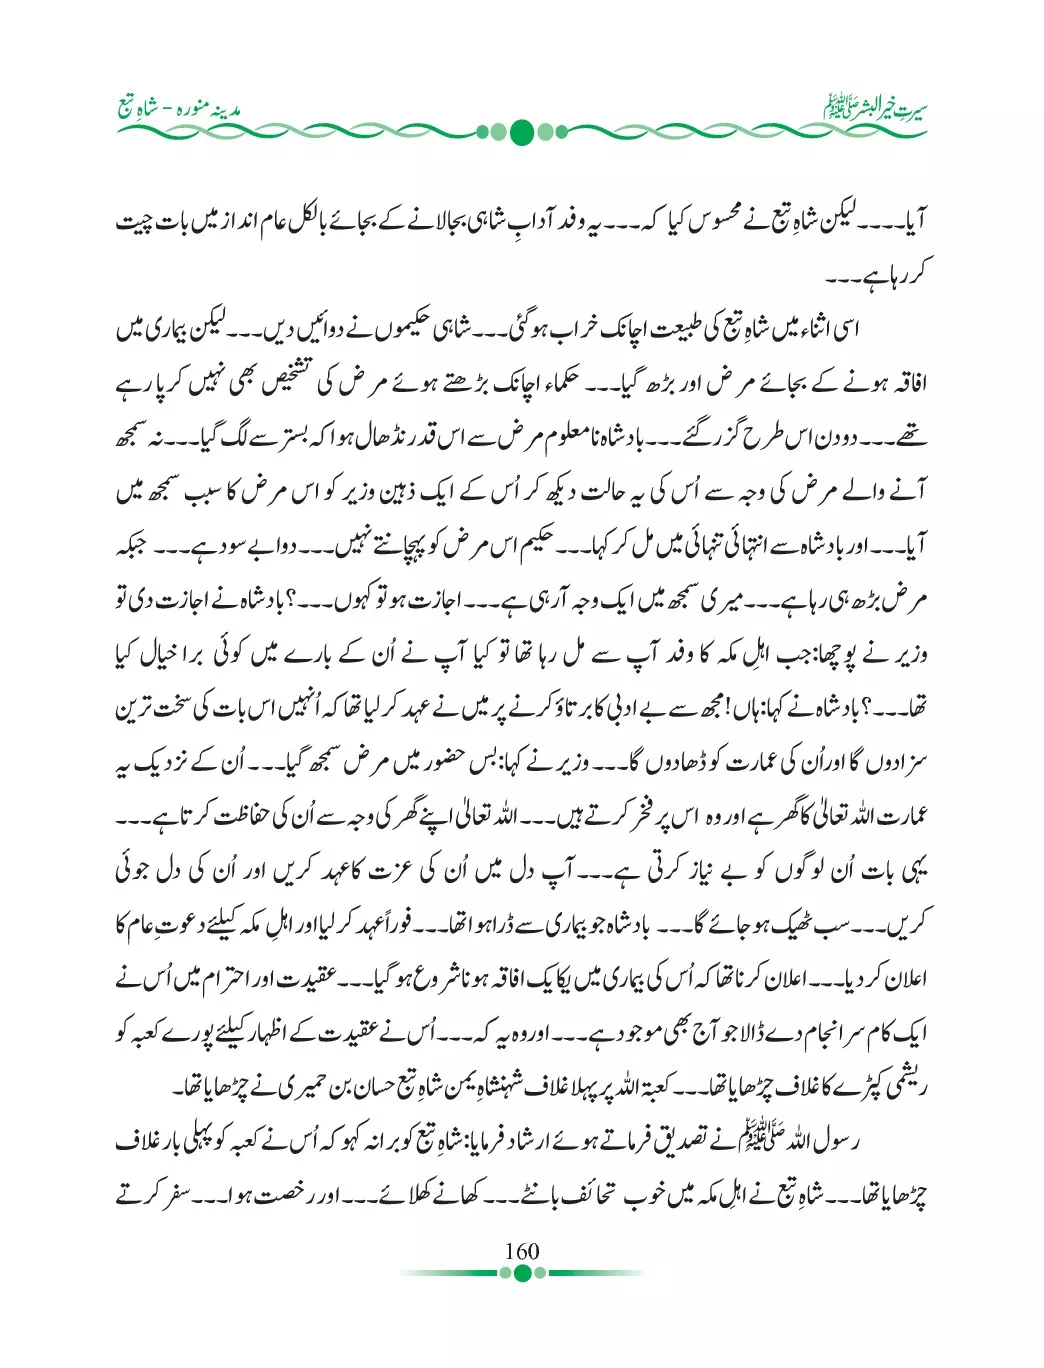 سیرتِ خیر البشر ﷺ
مدینہ منورہ - شاہِ تبع
آیا۔۔۔۔لیکن شاہِ تبع نے محسوس کیا کہ۔۔۔یہ وفد آدابِ شاہی بجالانے کے بجائے بالکل عام انداز میں بات چیت
کر رہا ہے۔۔۔
اسی اثناء میں شاہِ تبع کی طبیعت اچانک خراب ہوگئی۔۔۔شاہی حکیموں نے دوائیں دیں۔۔۔لیکن بیماری میں
افاقہ ہونے کے بجائے مرض اور بڑھ گیا۔۔۔ حکماء اچانک بڑھتے ہوئے مرض کی تشخیص بھی نہیں کر پا رہے
تھے۔۔۔دودن اس طرح گزر گئے۔۔۔بادشاہ نامعلوم مرض سے اس قدر نڈھال ہوا کہ بستر سے لگ گیا۔۔۔نہ سمجھ
آنے والے مرض کی وجہ سے اُس کی یہ حالت دیکھ کر اُس کے ایک ذہین وزیر کو اس مرض کا سبب سمجھ میں
آیا۔۔۔اور بادشاہ سے انتہائی تنہائی میں مل کر کہا۔۔۔حکیم اس مرض کو پہچانتے نہیں۔۔۔دوا بے سود ہے۔۔۔ جبکہ
مرض بڑھ ہی رہا ہے۔۔۔میری سمجھ میں ایک وجہ آرہی ہے۔۔۔اجازت ہو تو کہوں۔۔۔؟بادشاہ نے اجازت دی تو
وزیر نے پوچھا:جب اہلِ مکہ کا وفد آپ سے مل رہا تھا تو کیا آپ نے اُن کے بارے میں کوئی برا خیال کیا
تھا۔۔۔؟بادشاہ نے کہا:ہاں!مجھ سے بے ادبی کا برتاؤ کرنے پر میں نے عہد کر لیا تھا کہ اُنہیں اس بات کی سخت ترین
سزادوں گا اور اُن کی عمارت کو ڈھادوں گا۔۔۔وزیر نے کہا:بس حضور میں مرض سمجھ گیا۔۔۔اُن کے نزدیک یہ
عمارت اللہ تعالیٰ کا گھر ہے اور وہ اس پر فخر کرتے ہیں۔۔۔اللہ تعالیٰ اپنے گھر کی وجہ سے اُن کی حفاظت کرتا ہے۔۔۔
یہی بات اُن لوگوں کو بے نیاز کرتی ہے۔۔۔آپ دل میں اُن کی عزت کاعہد کریں اور اُن کی دل جوئی
کریں۔۔۔سب ٹھیک ہوجائے گا۔۔۔ بادشاہ جو بیماری سے ڈرا ہوا تھا۔۔۔فوراً عہد کر لیا اور اہلِ مکہ کیلئے دعوتِ عام کا
اعلان کر دیا۔۔۔اعلان کرنا تھا کہ اُس کی بیماری میں یکایک افاقہ ہونا شروع ہوگیا۔۔۔عقیدت اور احترام میں اُس نے
ایک کام سر انجام دے ڈالا جو آج بھی موجود ہے۔۔۔اور وہ یہ کہ۔۔۔اُس نے عقیدت کے اظہار کیلئے پورے کعبہ کو
ریشمی کپڑے کا غلاف چڑھایا تھا۔۔۔کعبۃ اللہ پر پہلا غلاف شہنشاہِ یمن شاہِ تبع حسان بن حمیری نے چڑھایا تھا۔
رسول اللہ ﷺ نے تصدیق فرماتے ہوئے ارشاد فرمایا:شاہِ تبع کو برا نہ کہو کہ اُس نے کعبہ کو پہلی بار غلاف
چڑھایا تھا۔۔۔شاہِ تبع نے اہلِ مکہ میں خوب تحائف بانٹے۔۔۔کھانے کھلائے۔۔۔اور رخصت ہوا۔۔۔سفر کرتے
160